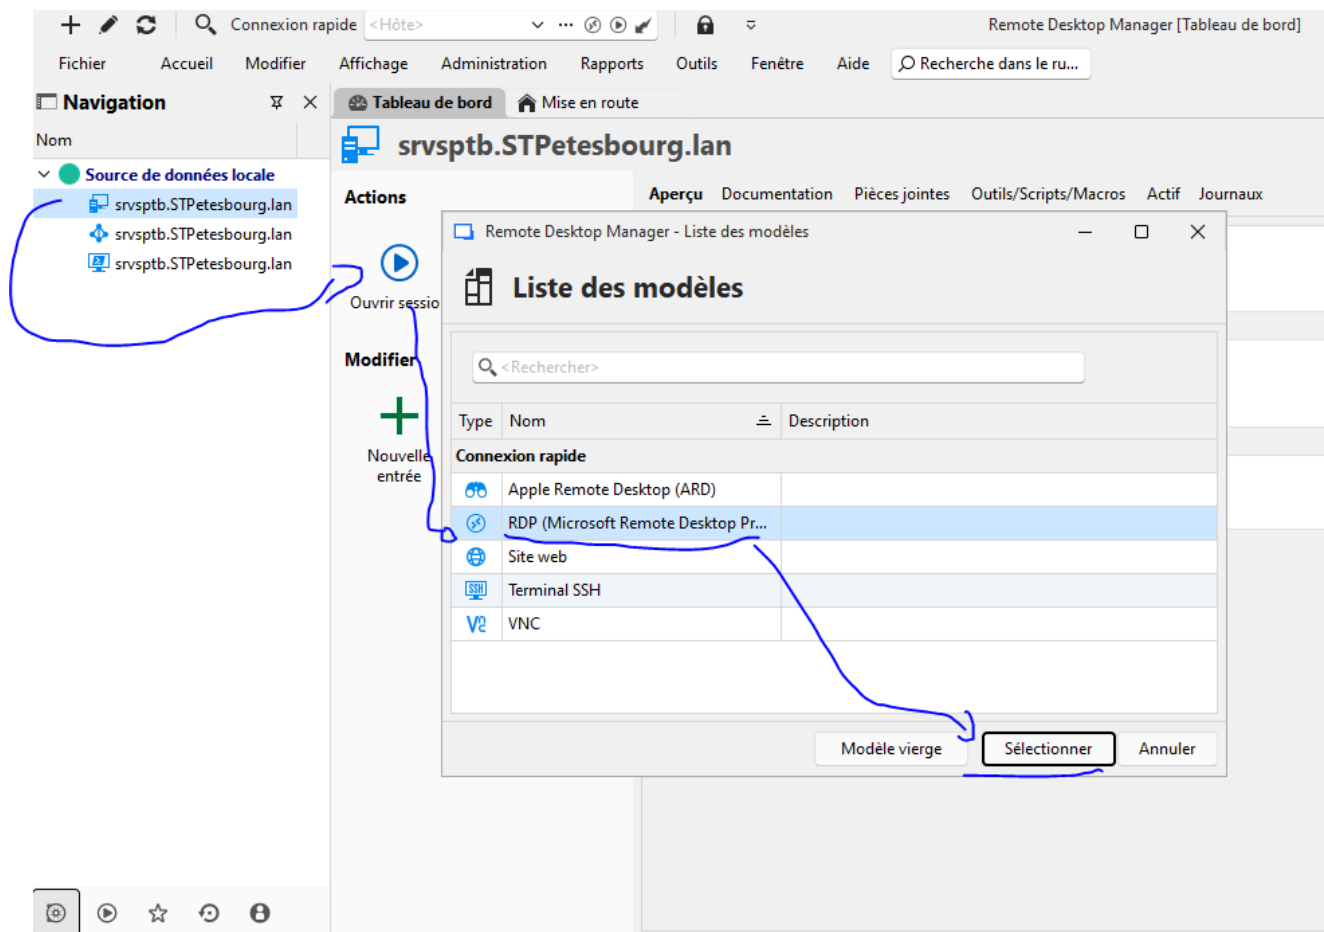 Connexion rapide <Hôte> Remote Desktop Manager [Tableau de bord]
Fichier Accueil Modifier Affichage Administration Rapports Outils Fenêtre Aide Recherche dans le ru...
Navigation Tableau de bord Mise en route
Nom
srvsptb.STPetesbourg.lan
Source de données locale
srvsptb.STPetesbourg.lan
srvsptb.STPetesbourg.lan
srvsptb.STPetesbourg.lan
Actions
Aperçu Documentation Pièces jointes Outils/Scripts/Macros Actif Journaux
Ouvrir sessio
Modifier
Nouvelle
entrée
Remote Desktop Manager - Liste des modèles
Liste des modèles
<Rechercher>
Type Nom Description
Connexion rapide
Apple Remote Desktop (ARD)
RDP (Microsoft Remote Desktop Pr...
Site web
SSH Terminal SSH
VNC
Modèle vierge Sélectionner Annuler